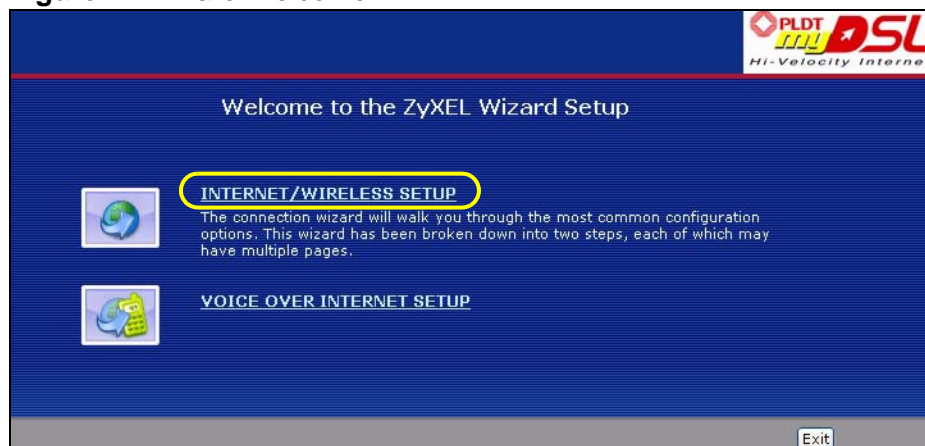 PLDT
my DSL
Hi-Velocity Interne
Welcome to the ZyXEL Wizard Setup
INTERNET/WIRELESS SETUP
The connection wizard will walk you through the most common configuration
options. This wizard has been broken down into two steps, each of which may
have multiple pages.
VOICE OVER INTERNET SETUP
Exit